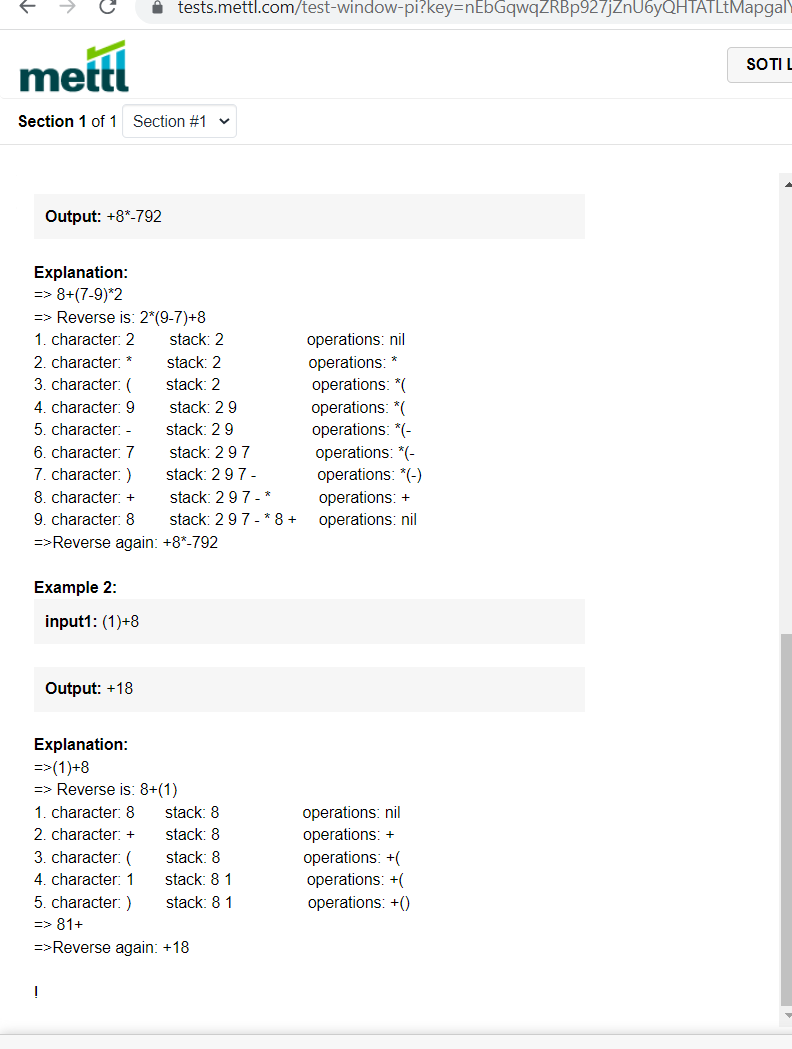 tests.mettl.com/test-window-pi?key=nEbGqwqZRBp927jZnU6yQHTATLtMapgalY
mettl
SOTI L
Section 1 of 1 Section #1
Output: +8*-792
Explanation:
=> 8+(7-9)*2
=> Reverse is: 2*(9-7)+8
1. character: 2 stack: 2 operations: nil
2. character: * stack: 2 operations: *
3. character: ( stack: 2 operations: *(
4. character: 9 stack: 2 9 operations: *(
5. character: - stack: 2 9 operations: *(-
6. character: 7 stack: 2 9 7 operations: *(-
7. character: ) stack: 2 9 7 - operations: *(-)
8. character: + stack: 2 9 7 - * operations: +
9. character: 8 stack: 2 9 7 - * 8 + operations: nil
=>Reverse again: +8*-792
Example 2:
input1: (1)+8
Output: +18
Explanation:
=>(1)+8
=> Reverse is: 8+(1)
1. character: 8 stack: 8 operations: nil
2. character: + stack: 8 operations: +
3. character: ( stack: 8 operations: +(
4. character: 1 stack: 8 1 operations: +(
5. character: ) stack: 8 1 operations: +()
=> 81+
=>Reverse again: +18
!